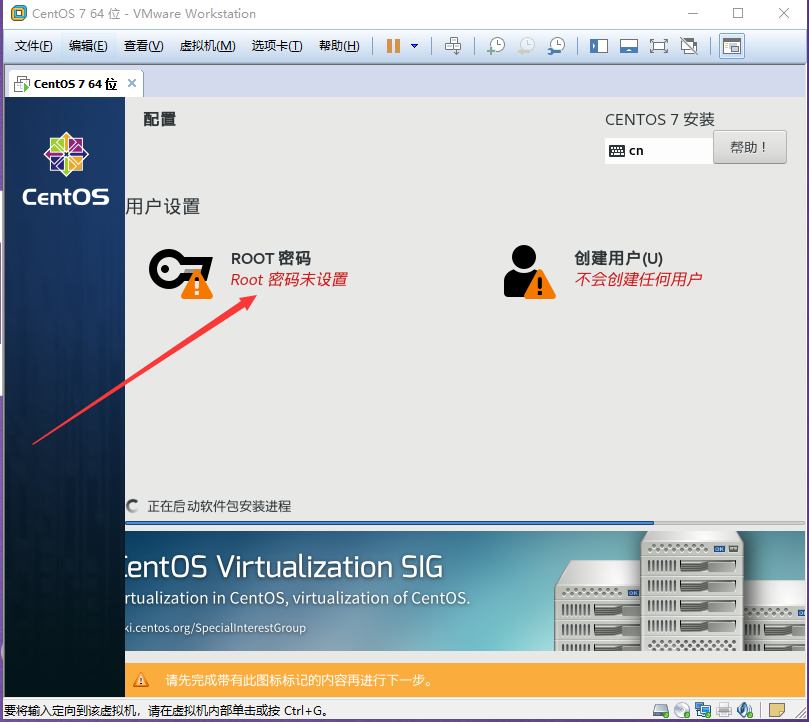 CentOS 7 64 位 - VMware Workstation
文件(F) 编辑(E) 查看(V) 虚拟机(M) 选项卡(T) 帮助(H)
CentOS 7 64 位
CentOS
配置
CENTOS 7 安装
cn
帮助！
用户设置
ROOT 密码
Root 密码未设置
创建用户(U)
不会创建任何用户
正在启动软件包安装进程
CentOS Virtualization SIG
rtualization in CentOS, virtualization of CentOS.
ki.centos.org/SpecialInterestGroup
OK
OK
OK
请先完成带有此图标标记的内容再进行下一步。
要将输入定向到该虚拟机，请在虚拟机内部单击或按 Ctrl+G。